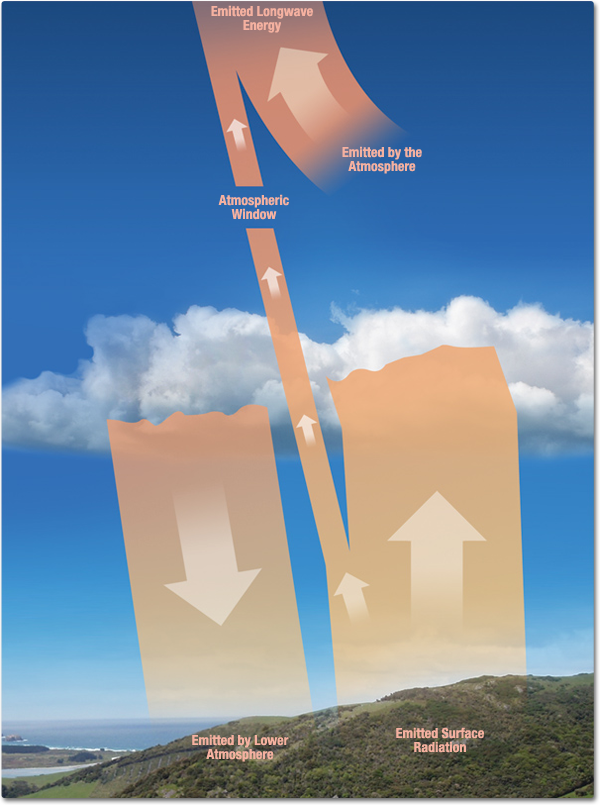 Emitted Longwave
Energy
Emitted by the
Atmosphere
Atmospheric
Window
Emitted by Lower
Atmosphere
Emitted Surface
Radiation